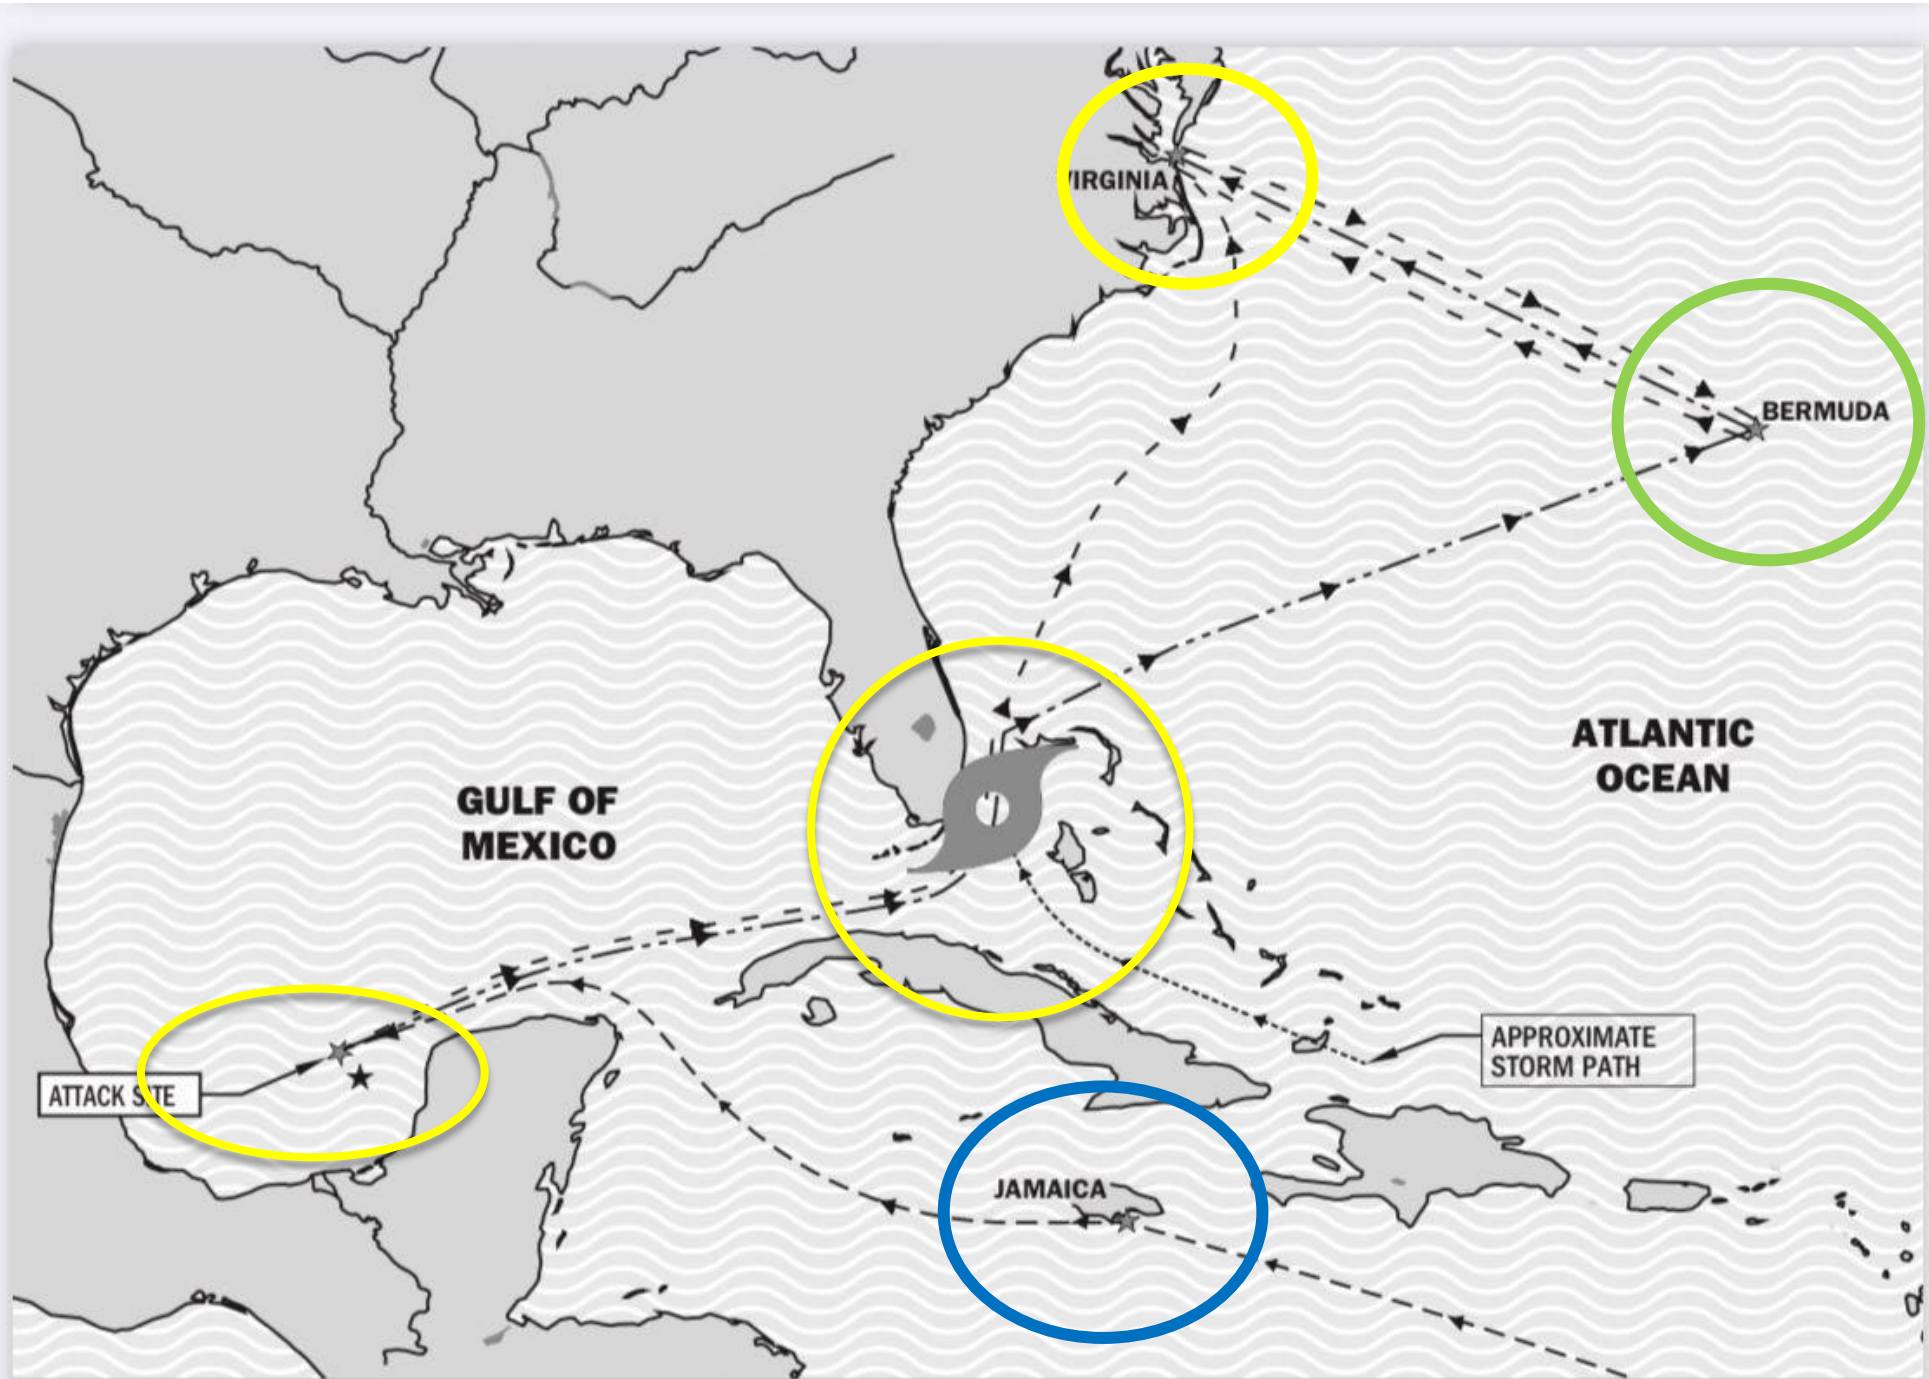 VIRGINIA
BERMUDA
ATLANTIC
OCEAN
GULF OF
MEXICO
APPROXIMATE
STORM PATH
ATTACK SITE
JAMAICA